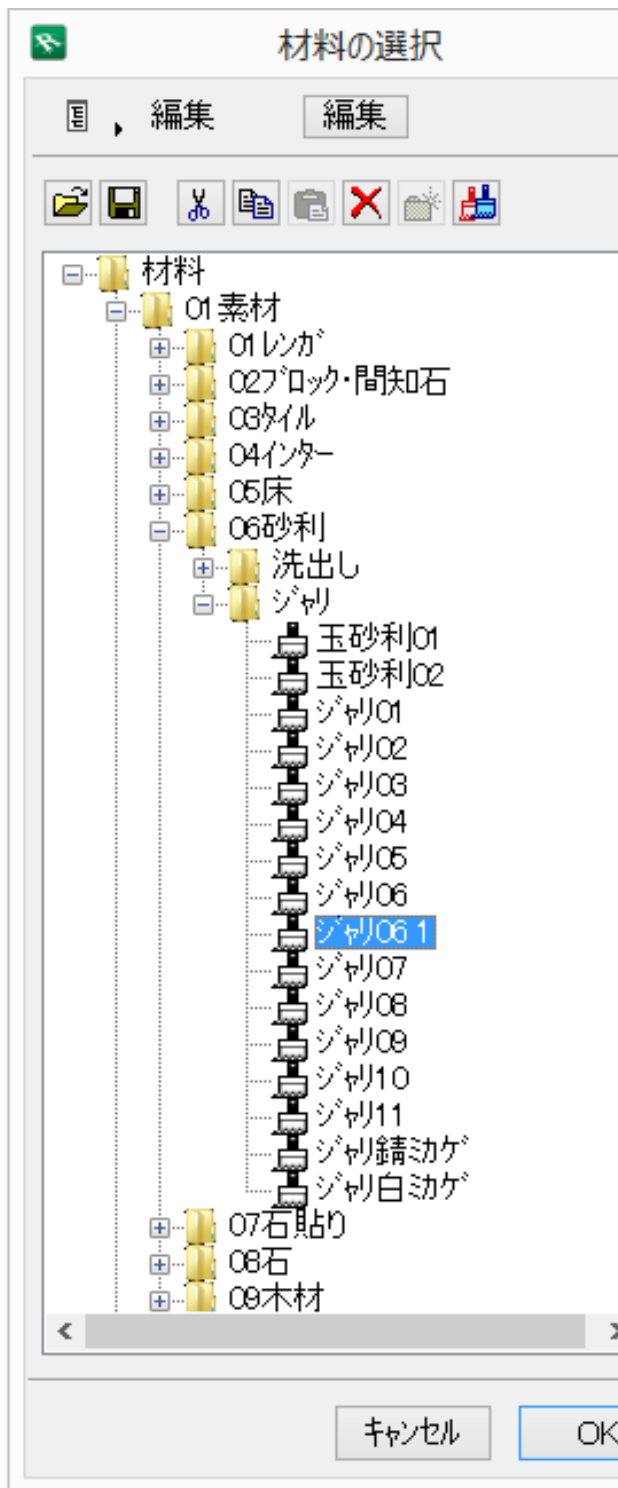 材料の選択
編集 編集
材料
01素材
01ﾚﾝｶﾞ
02ﾌﾞﾛｯｸ・間知石
03ﾀｲﾙ
04ｲﾝﾀｰ
05床
06砂利
洗出し
ｼﾞｬﾘ
玉砂利01
玉砂利02
ｼﾞｬﾘ01
ｼﾞｬﾘ02
ｼﾞｬﾘ03
ｼﾞｬﾘ04
ｼﾞｬﾘ05
ｼﾞｬﾘ06
ｼﾞｬﾘ06 1
ｼﾞｬﾘ07
ｼﾞｬﾘ08
ｼﾞｬﾘ09
ｼﾞｬﾘ10
ｼﾞｬﾘ11
ｼﾞｬﾘ錆ﾐｶｹﾞ
ｼﾞｬﾘ白ﾐｶｹﾞ
07石貼り
08石
09木材
ｷｬﾝｾﾙ OK